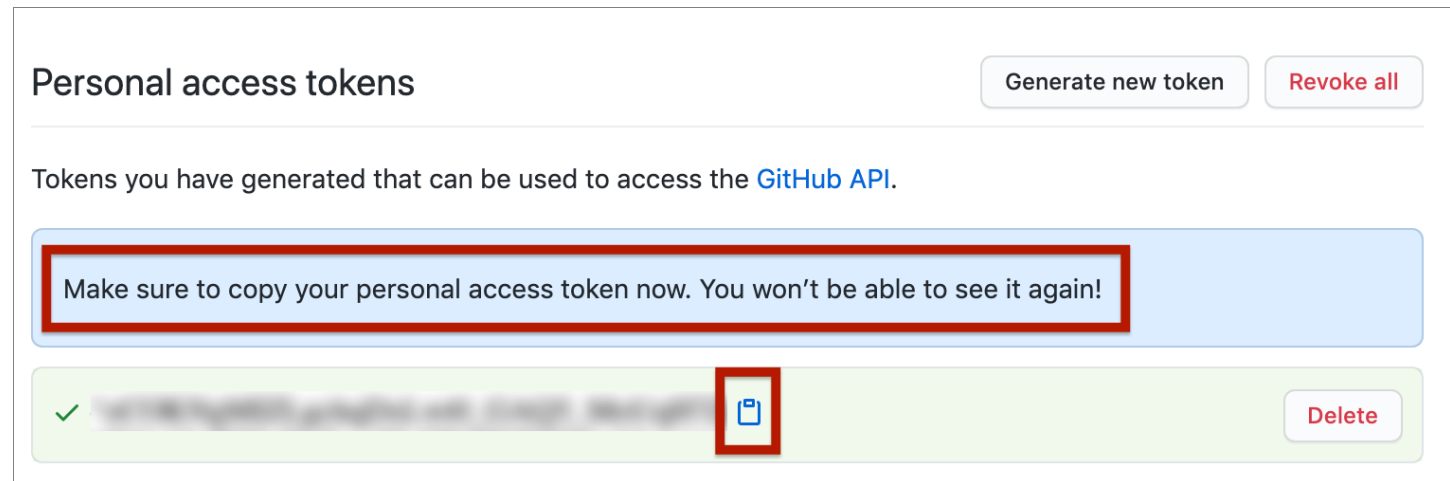 Personal access tokens
Generate new token
Revoke all
Tokens you have generated that can be used to access the GitHub API.
Make sure to copy your personal access token now. You won’t be able to see it again!
Delete